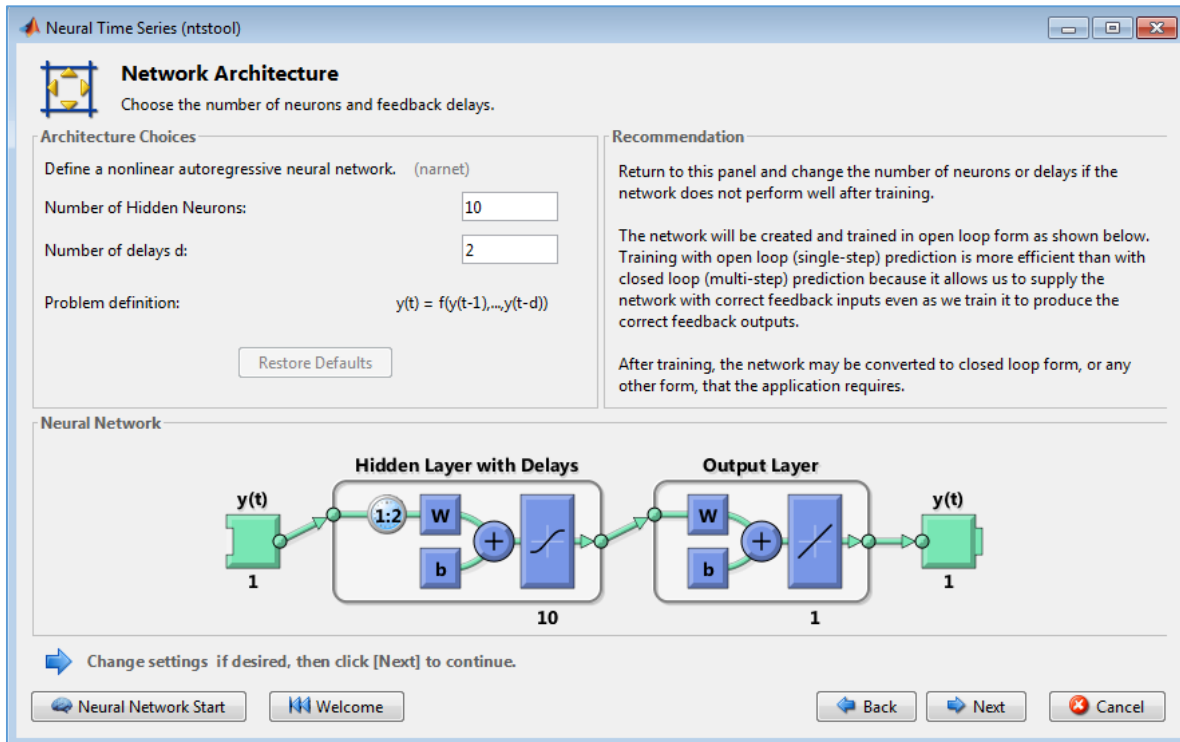 Neural Time Series (ntstool)
Network Architecture
Choose the number of neurons and feedback delays.
Architecture Choices
Define a nonlinear autoregressive neural network. (narnet)
Number of Hidden Neurons: 10
Number of delays d: 2
Problem definition: y(t) = f(y(t-1),...,y(t-d))
Restore Defaults
Recommendation
Return to this panel and change the number of neurons or delays if the
network does not perform well after training.
The network will be created and trained in open loop form as shown below.
Training with open loop (single-step) prediction is more efficient than with
closed loop (multi-step) prediction because it allows us to supply the
network with correct feedback inputs even as we train it to produce the
correct feedback outputs.
After training, the network may be converted to closed loop form, or any
other form, that the application requires.
Neural Network
Hidden Layer with Delays Output Layer
y(t) y(t)
1:2 W W
b b
1 10 1 1
Change settings if desired, then click [Next] to continue.
Neural Network Start Welcome Back Next Cancel